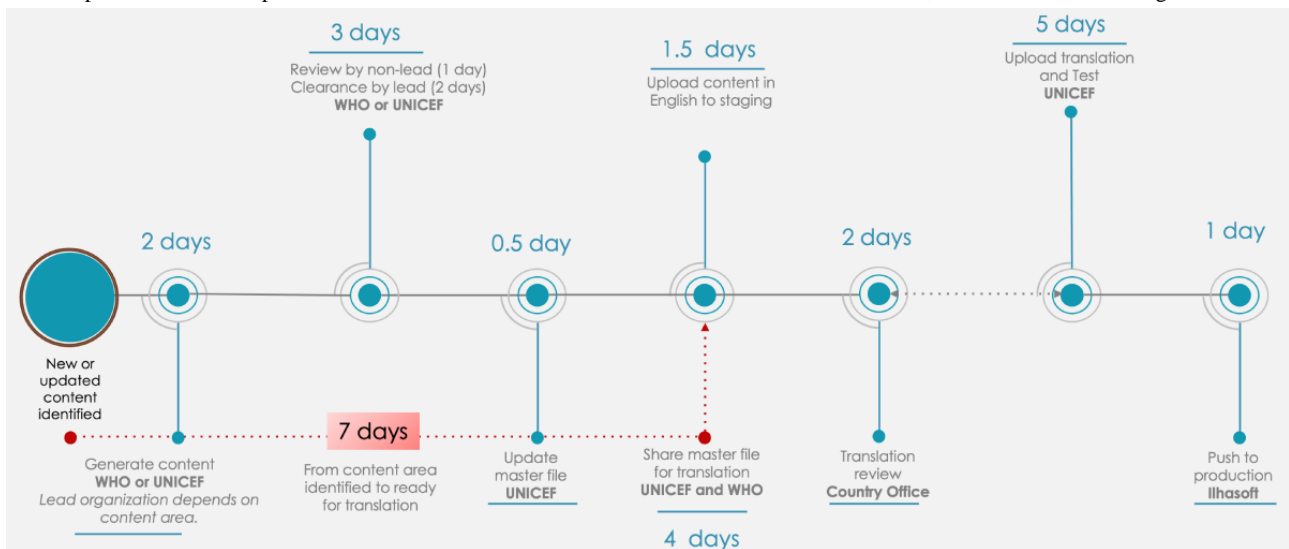 3 days
Review by non-lead (1 day)
Clearance by lead (2 days)
WHO or UNICEF
1.5 days
Upload content in
English to staging
5 days
Upload translation
and Test
UNICEF
2 days
0.5 day
2 days
1 day
New or
updated
content
identified
7 days
Generate content
WHO or UNICEF
Lead organization depends on
content area.
From content area
identified to ready
for translation
Update
master file
UNICEF
Share master file
for translation
UNICEF and WHO
4 days
Translation
review
Country Office
Push to
production
Ilhasoft